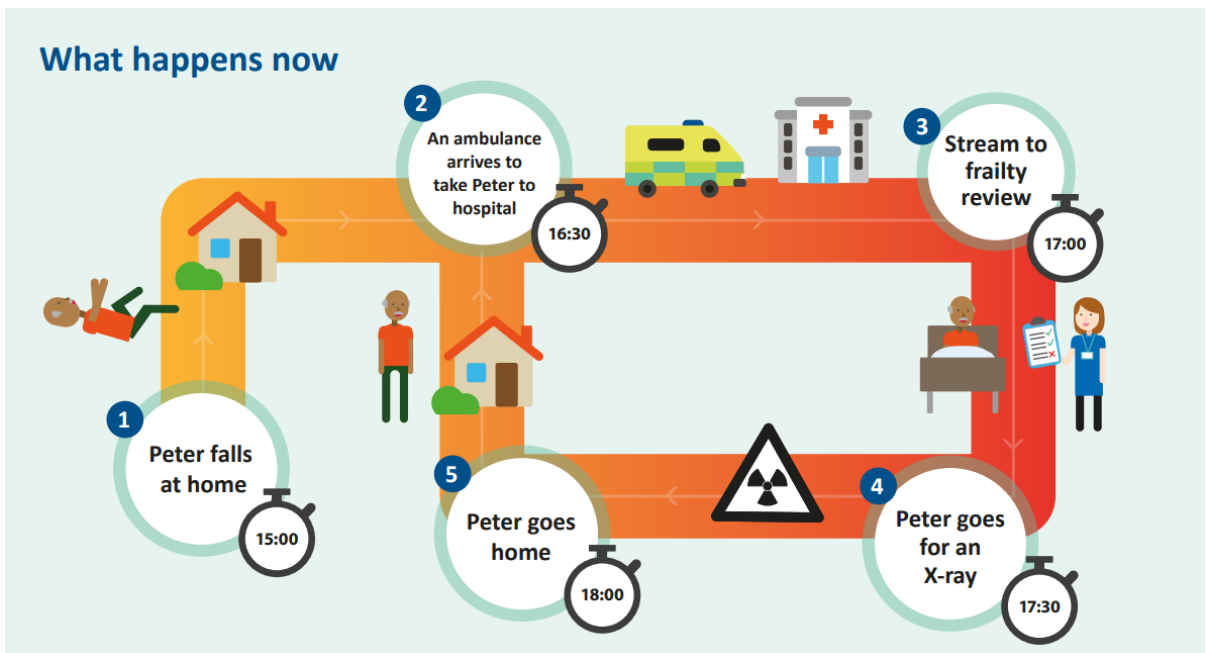 What happens now
1
Peter falls
at home
15:00
2
An ambulance
arrives to
take Peter to
hospital
16:30
3
Stream to
frailty
review
17:00
4
Peter goes
for an
X-ray
17:30
5
Peter goes
home
18:00